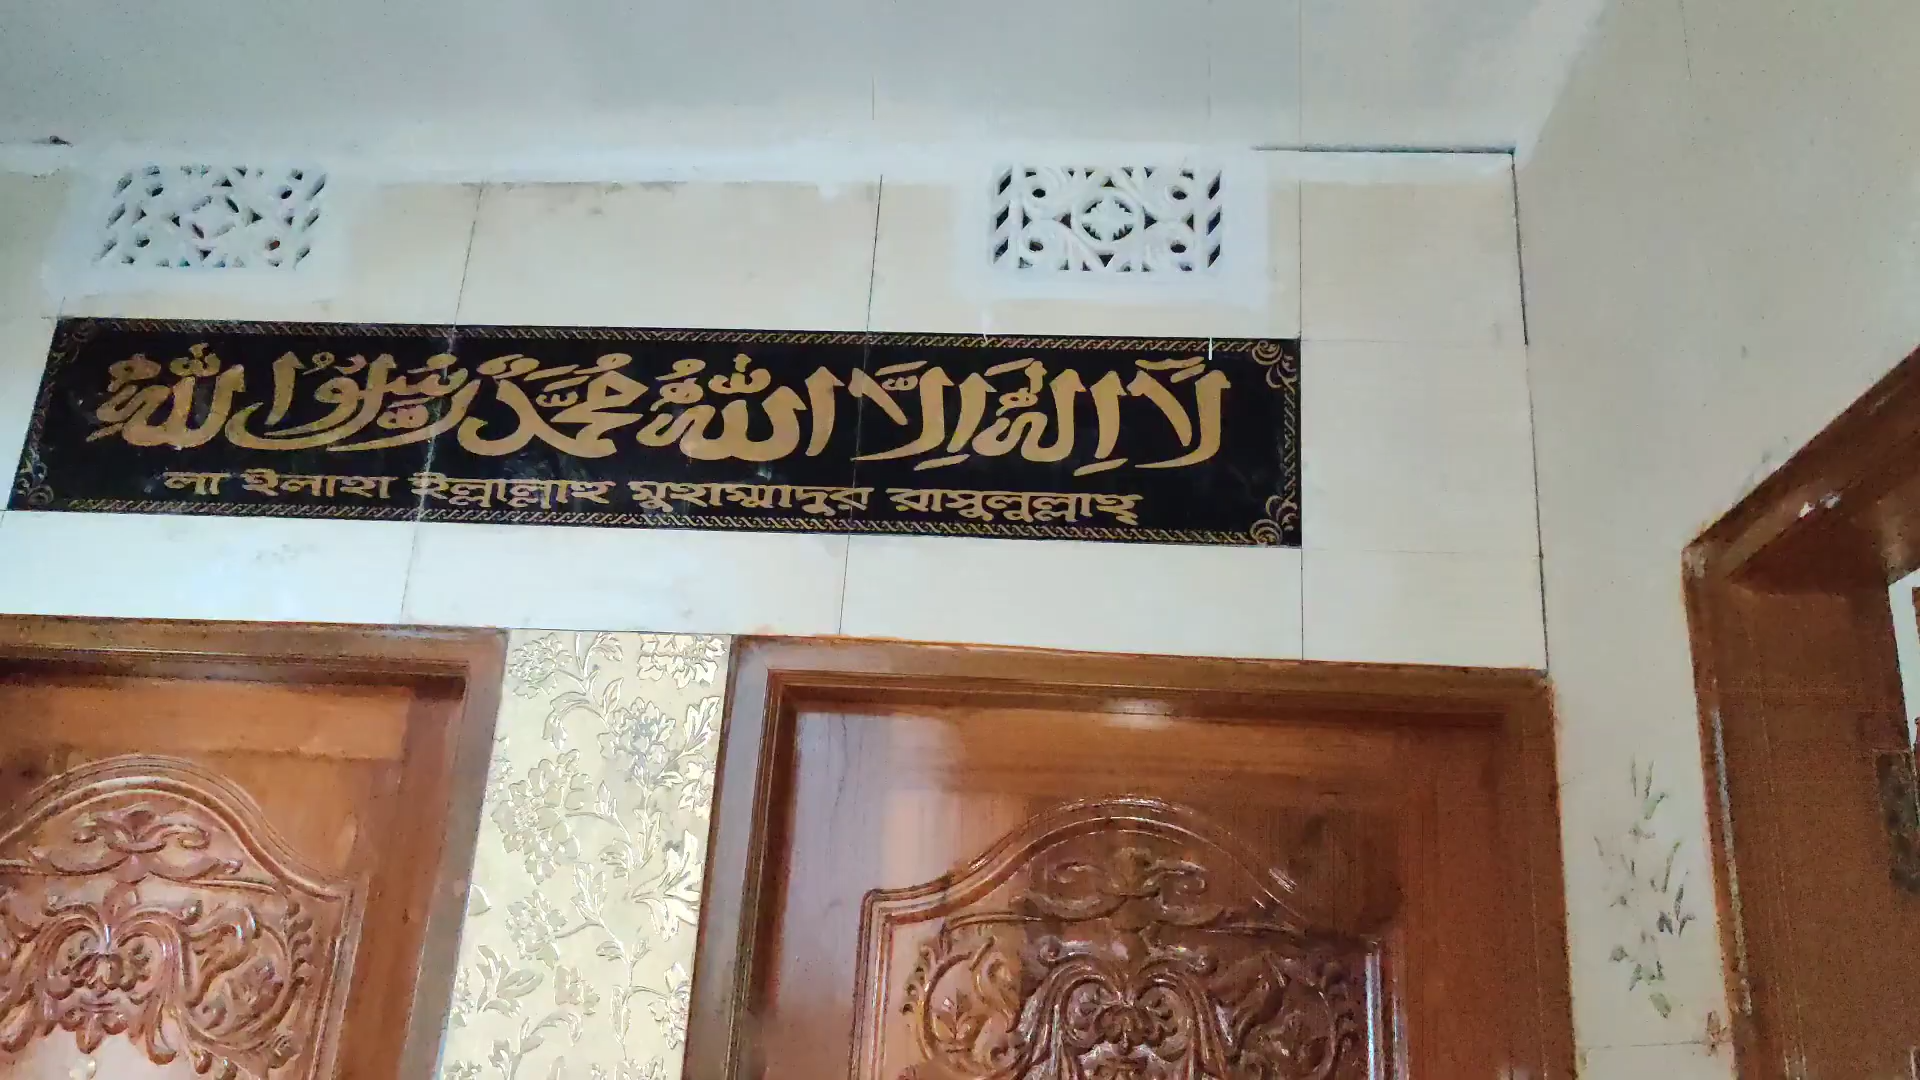 لَآ اِلٰهَ اِلَّا اللّٰهُ مُحَمَّدٌ رَّسُوْلُ اللّٰهِ
লা ইলাহা ইল্লাল্লাহু মুহাম্মাদুর রাসুলুল্লাহ্